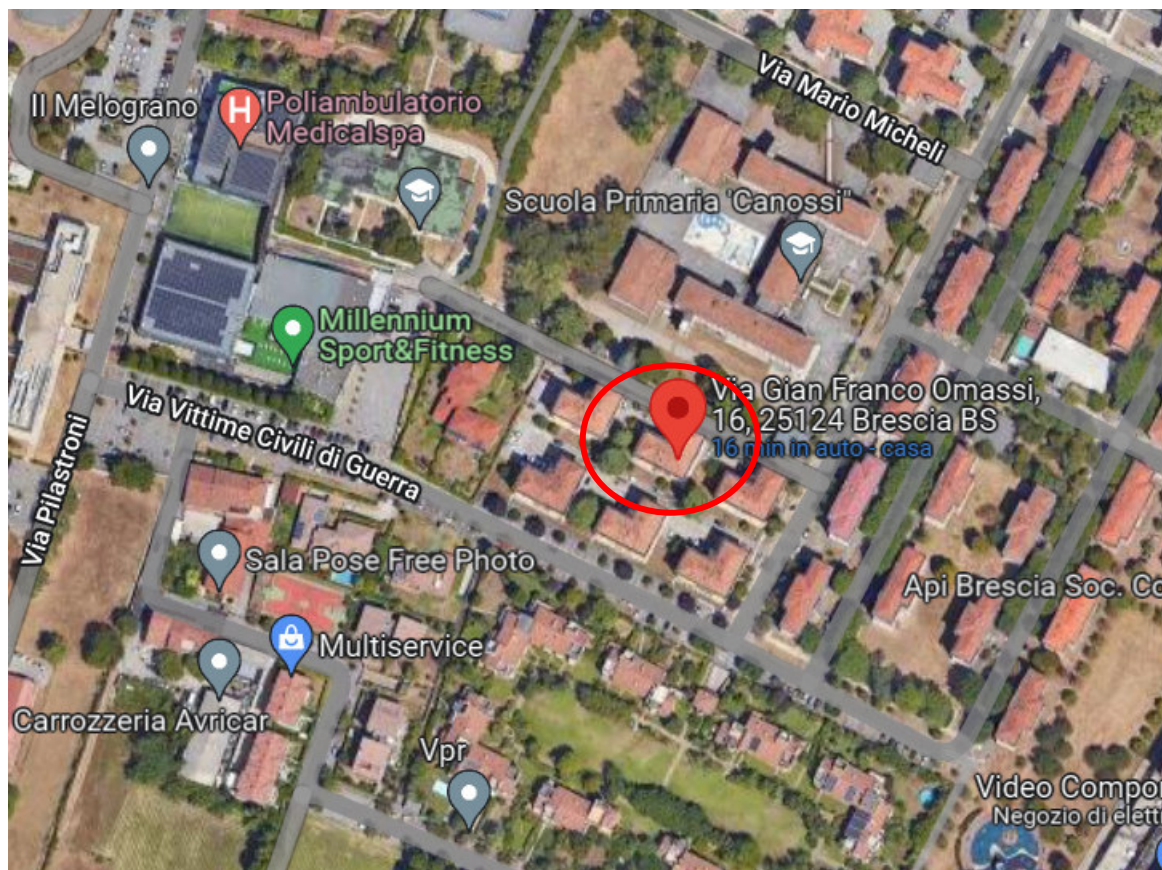 Via Mario Micheli
Il Melograno
H
Poliambulatorio
Medicalspa
Scuola Primaria 'Canossi"
Millennium
Sport&Fitness
Via Gian Franco Omassi,
16, 25124 Brescia BS
16 min in auto - casa
Via Vittime Civili di Guerra
Via Pilastroni
Sala Pose Free Photo
Api Brescia Soc. Co
Multiservice
Carrozzeria Avricar
Vpr
Video Compo
Negozio di elett